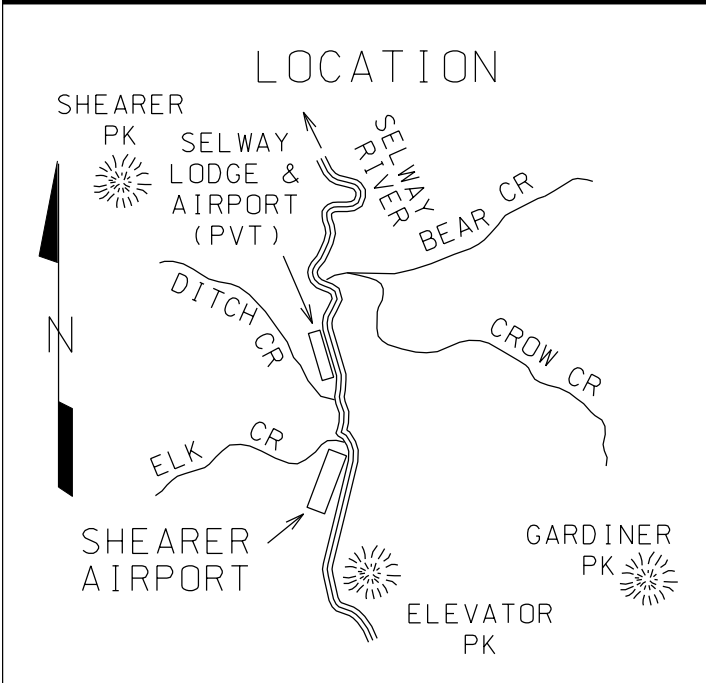 LOCATION
SHEARER
PK
SELWAY
LODGE &
AIRPORT
(PVT)
SELWAY
RIVER
BEAR CR
DITCH CR
N
CROW CR
ELK CR
SHEARER
AIRPORT
GARDINER
PK
ELEVATOR
PK